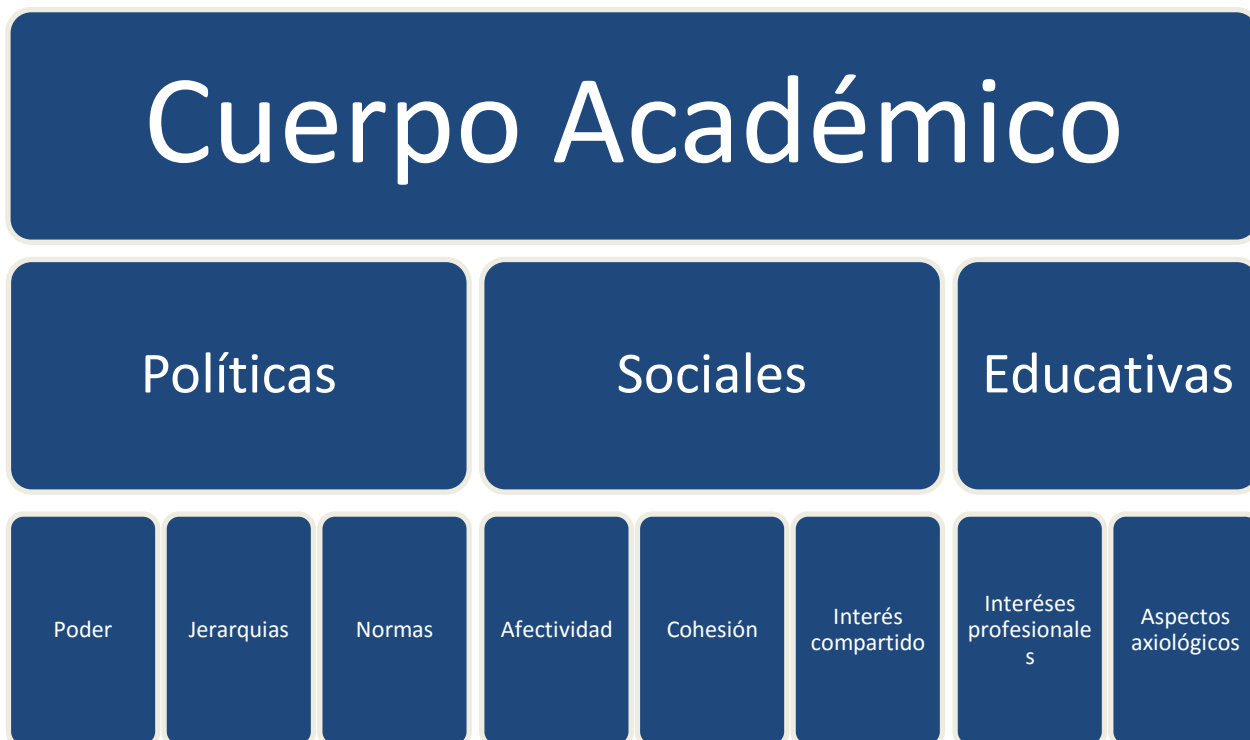 Cuerpo Académico
Políticas
Sociales
Educativas
Poder
Jerarquias
Normas
Afectividad
Cohesión
Interés
compartido
Interéses
profesionale
s
Aspectos
axiológicos